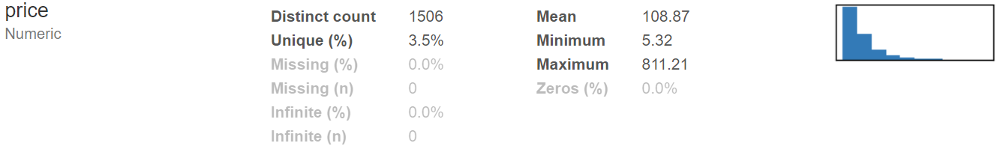 price
Numeric
Distinct count 1506
Unique (%) 3.5%
Missing (%) 0.0%
Missing (n) 0
Infinite (%) 0.0%
Infinite (n) 0
Mean 108.87
Minimum 5.32
Maximum 811.21
Zeros (%) 0.0%